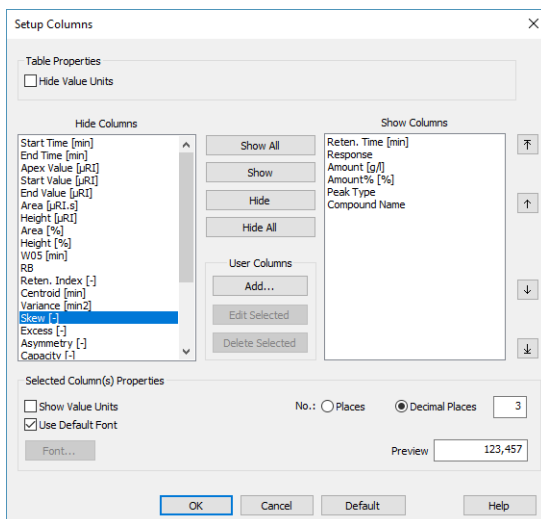 Setup Columns
Table Properties
Hide Value Units
Hide Columns
Show Columns
Start Time [min]
End Time [min]
Apex Value [µRI]
Start Value [µRI]
End Value [µRI]
Area [µRI.s]
Height [µRI]
Area [%]
Height [%]
W05 [min]
RB
Reten. Index [-]
Centroid [min]
Variance [min2]
Skew [-]
Excess [-]
Asymmetry [-]
Capacity [-]
Show All
Show
Hide
Hide All
User Columns
Add...
Edit Selected
Delete Selected
Reten. Time [min]
Response
Amount [g/l]
Amount% [%]
Peak Type
Compound Name
Selected Column(s) Properties
Show Value Units
No.: Places Decimal Places 3
Use Default Font
Font...
Preview 123,457
OK Cancel Default Help